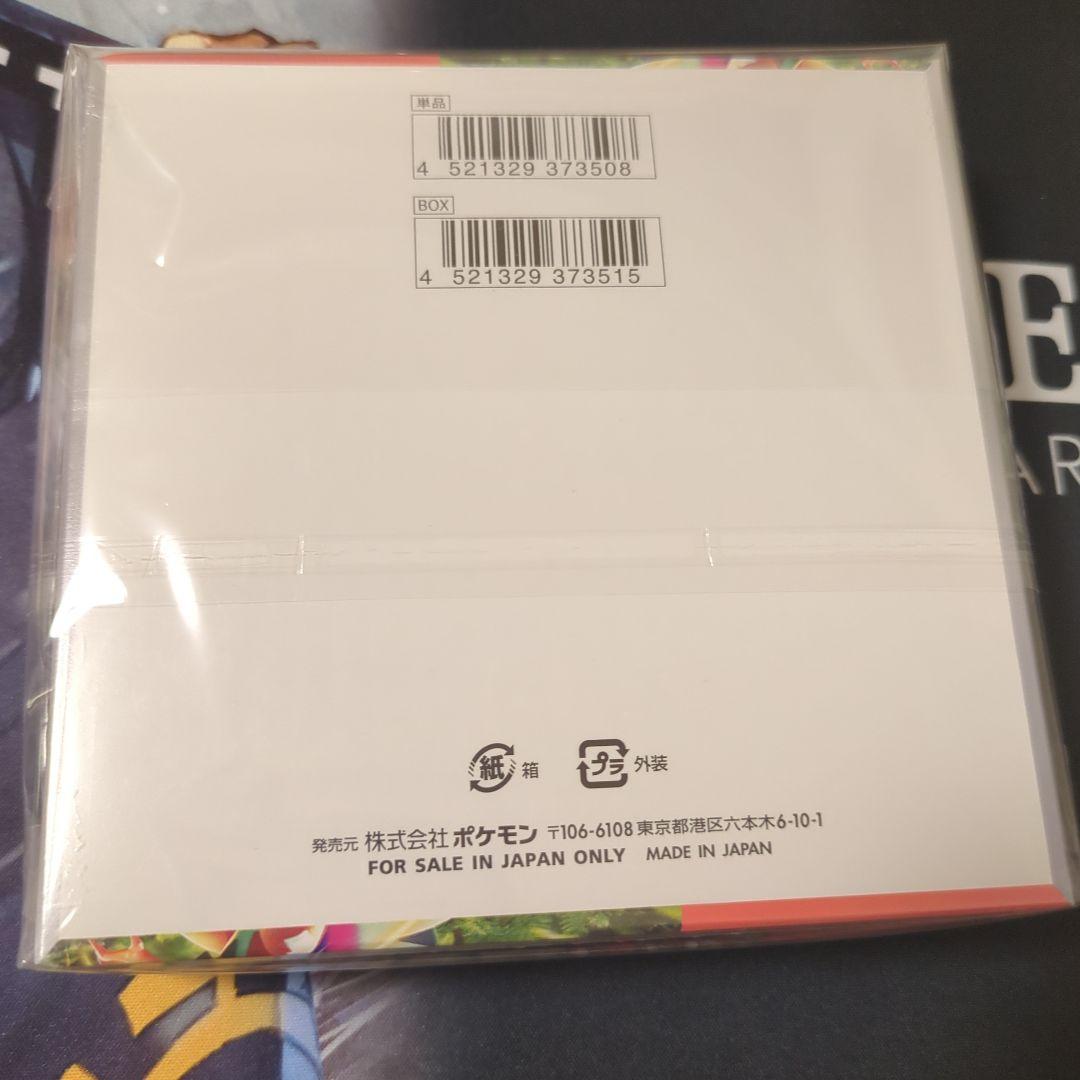 単品
4 521329 373508
BOX
4 521329 373515
E
AR
紙 箱 プラ 外装
発売元 株式会社 ポケモン 〒106-6108 東京都港区六本木6-10-1
FOR SALE IN JAPAN ONLY MADE IN JAPAN